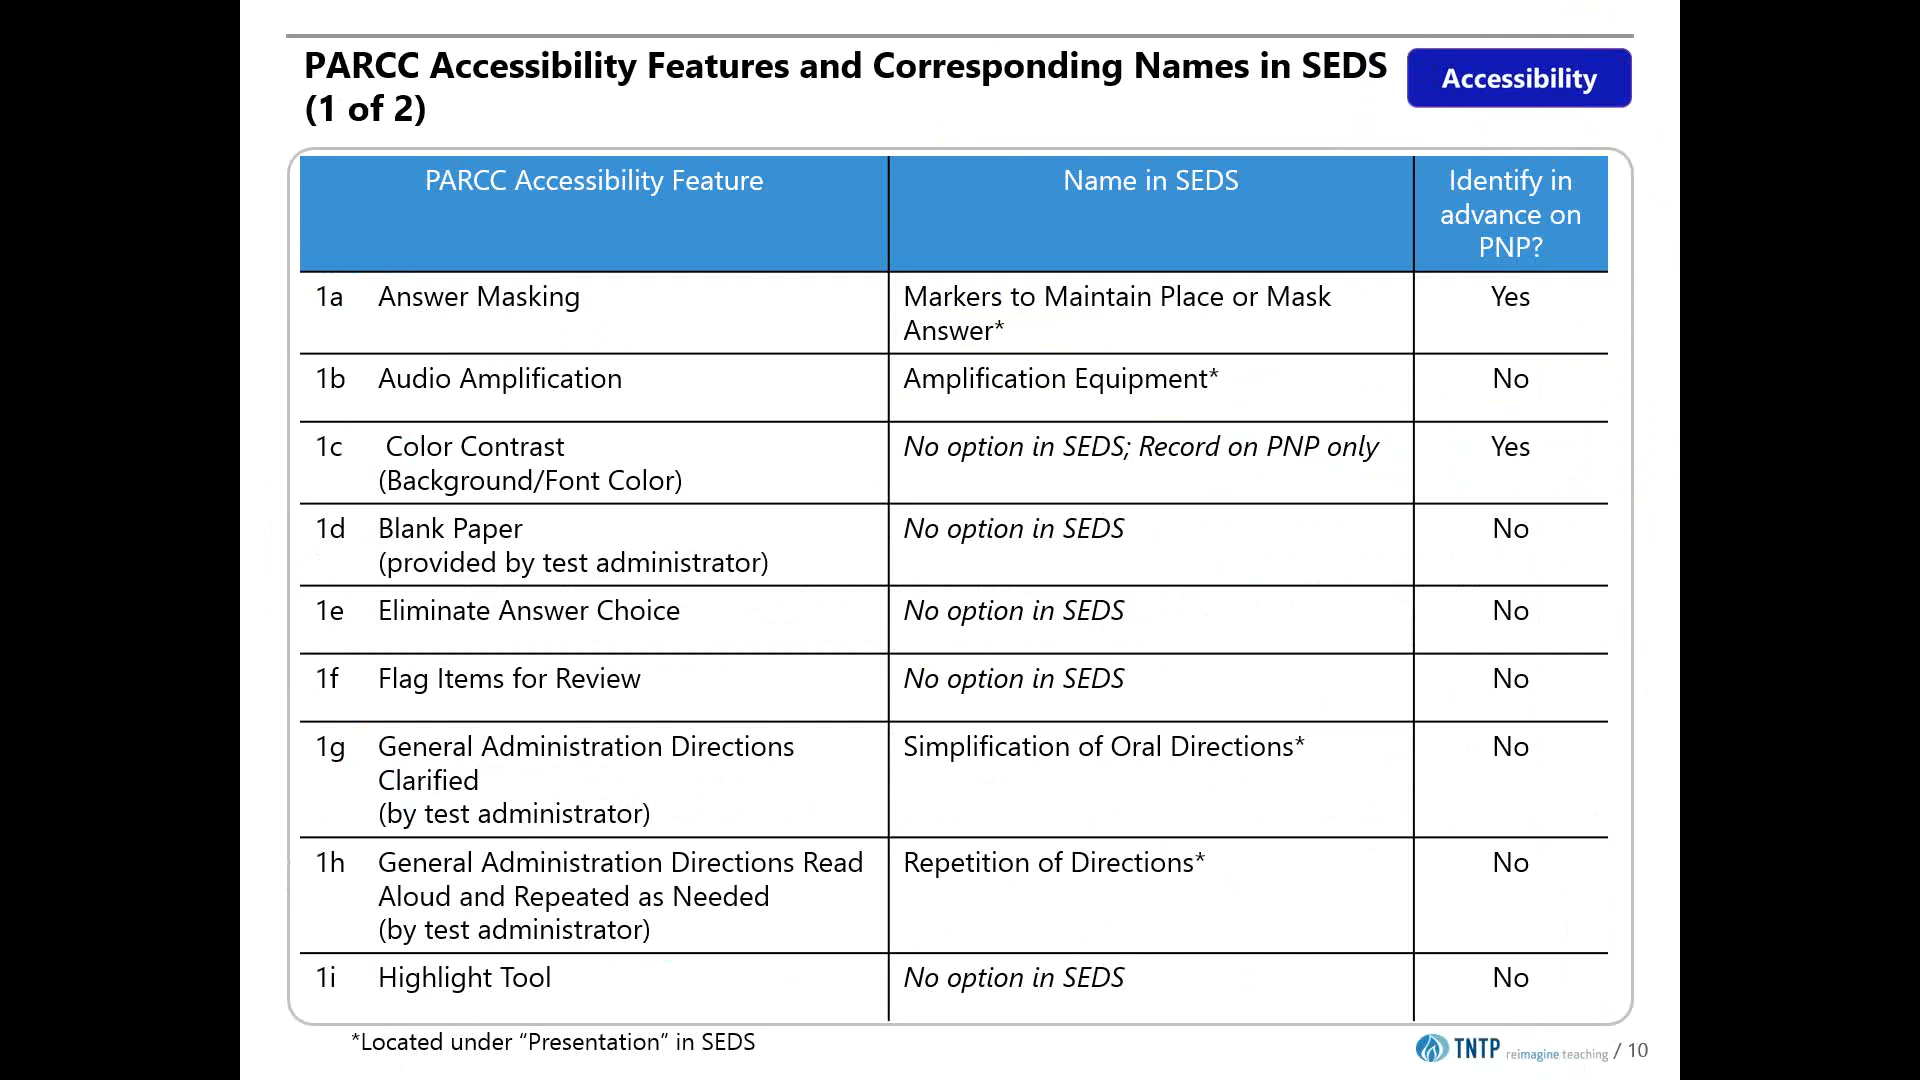 PARCC Accessibility Features and Corresponding Names in SEDS
(1 of 2)
Accessibility
PARCC Accessibility Feature
Name in SEDS
Identify in
advance on
PNP?
1a Answer Masking
Markers to Maintain Place or Mask
Answer*
Yes
1b Audio Amplification
Amplification Equipment*
No
1c Color Contrast
(Background/Font Color)
No option in SEDS; Record on PNP only
Yes
1d Blank Paper
(provided by test administrator)
No option in SEDS
No
1e Eliminate Answer Choice
No option in SEDS
No
1f Flag Items for Review
No option in SEDS
No
1g General Administration Directions
Clarified
(by test administrator)
Simplification of Oral Directions*
No
1h General Administration Directions Read
Aloud and Repeated as Needed
(by test administrator)
Repetition of Directions*
No
1i Highlight Tool
No option in SEDS
No
*Located under “Presentation” in SEDS
TNTP reimagine teaching / 10